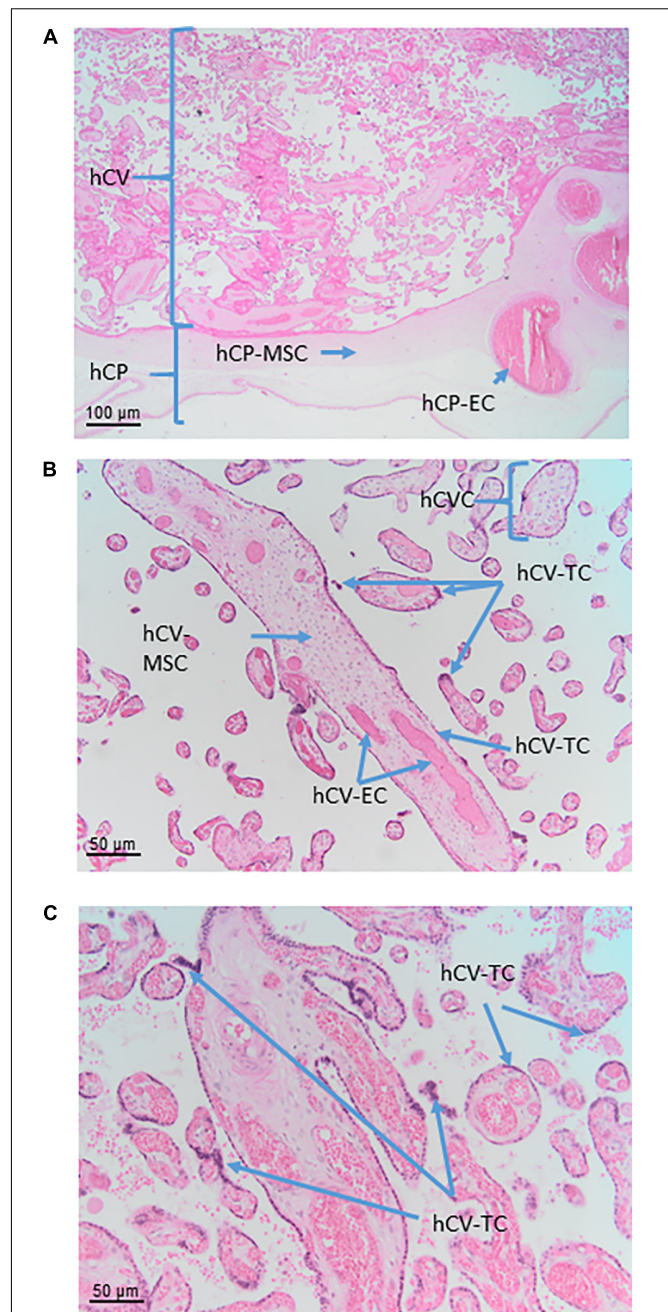 A
hCV
hCP
hCP-MSC
hCP-EC
100 µm
B
hCVC
hCV-TC
hCV-
MSC
hCV-TC
hCV-EC
50 µm
C
hCV-TC
hCV-TC
50 µm